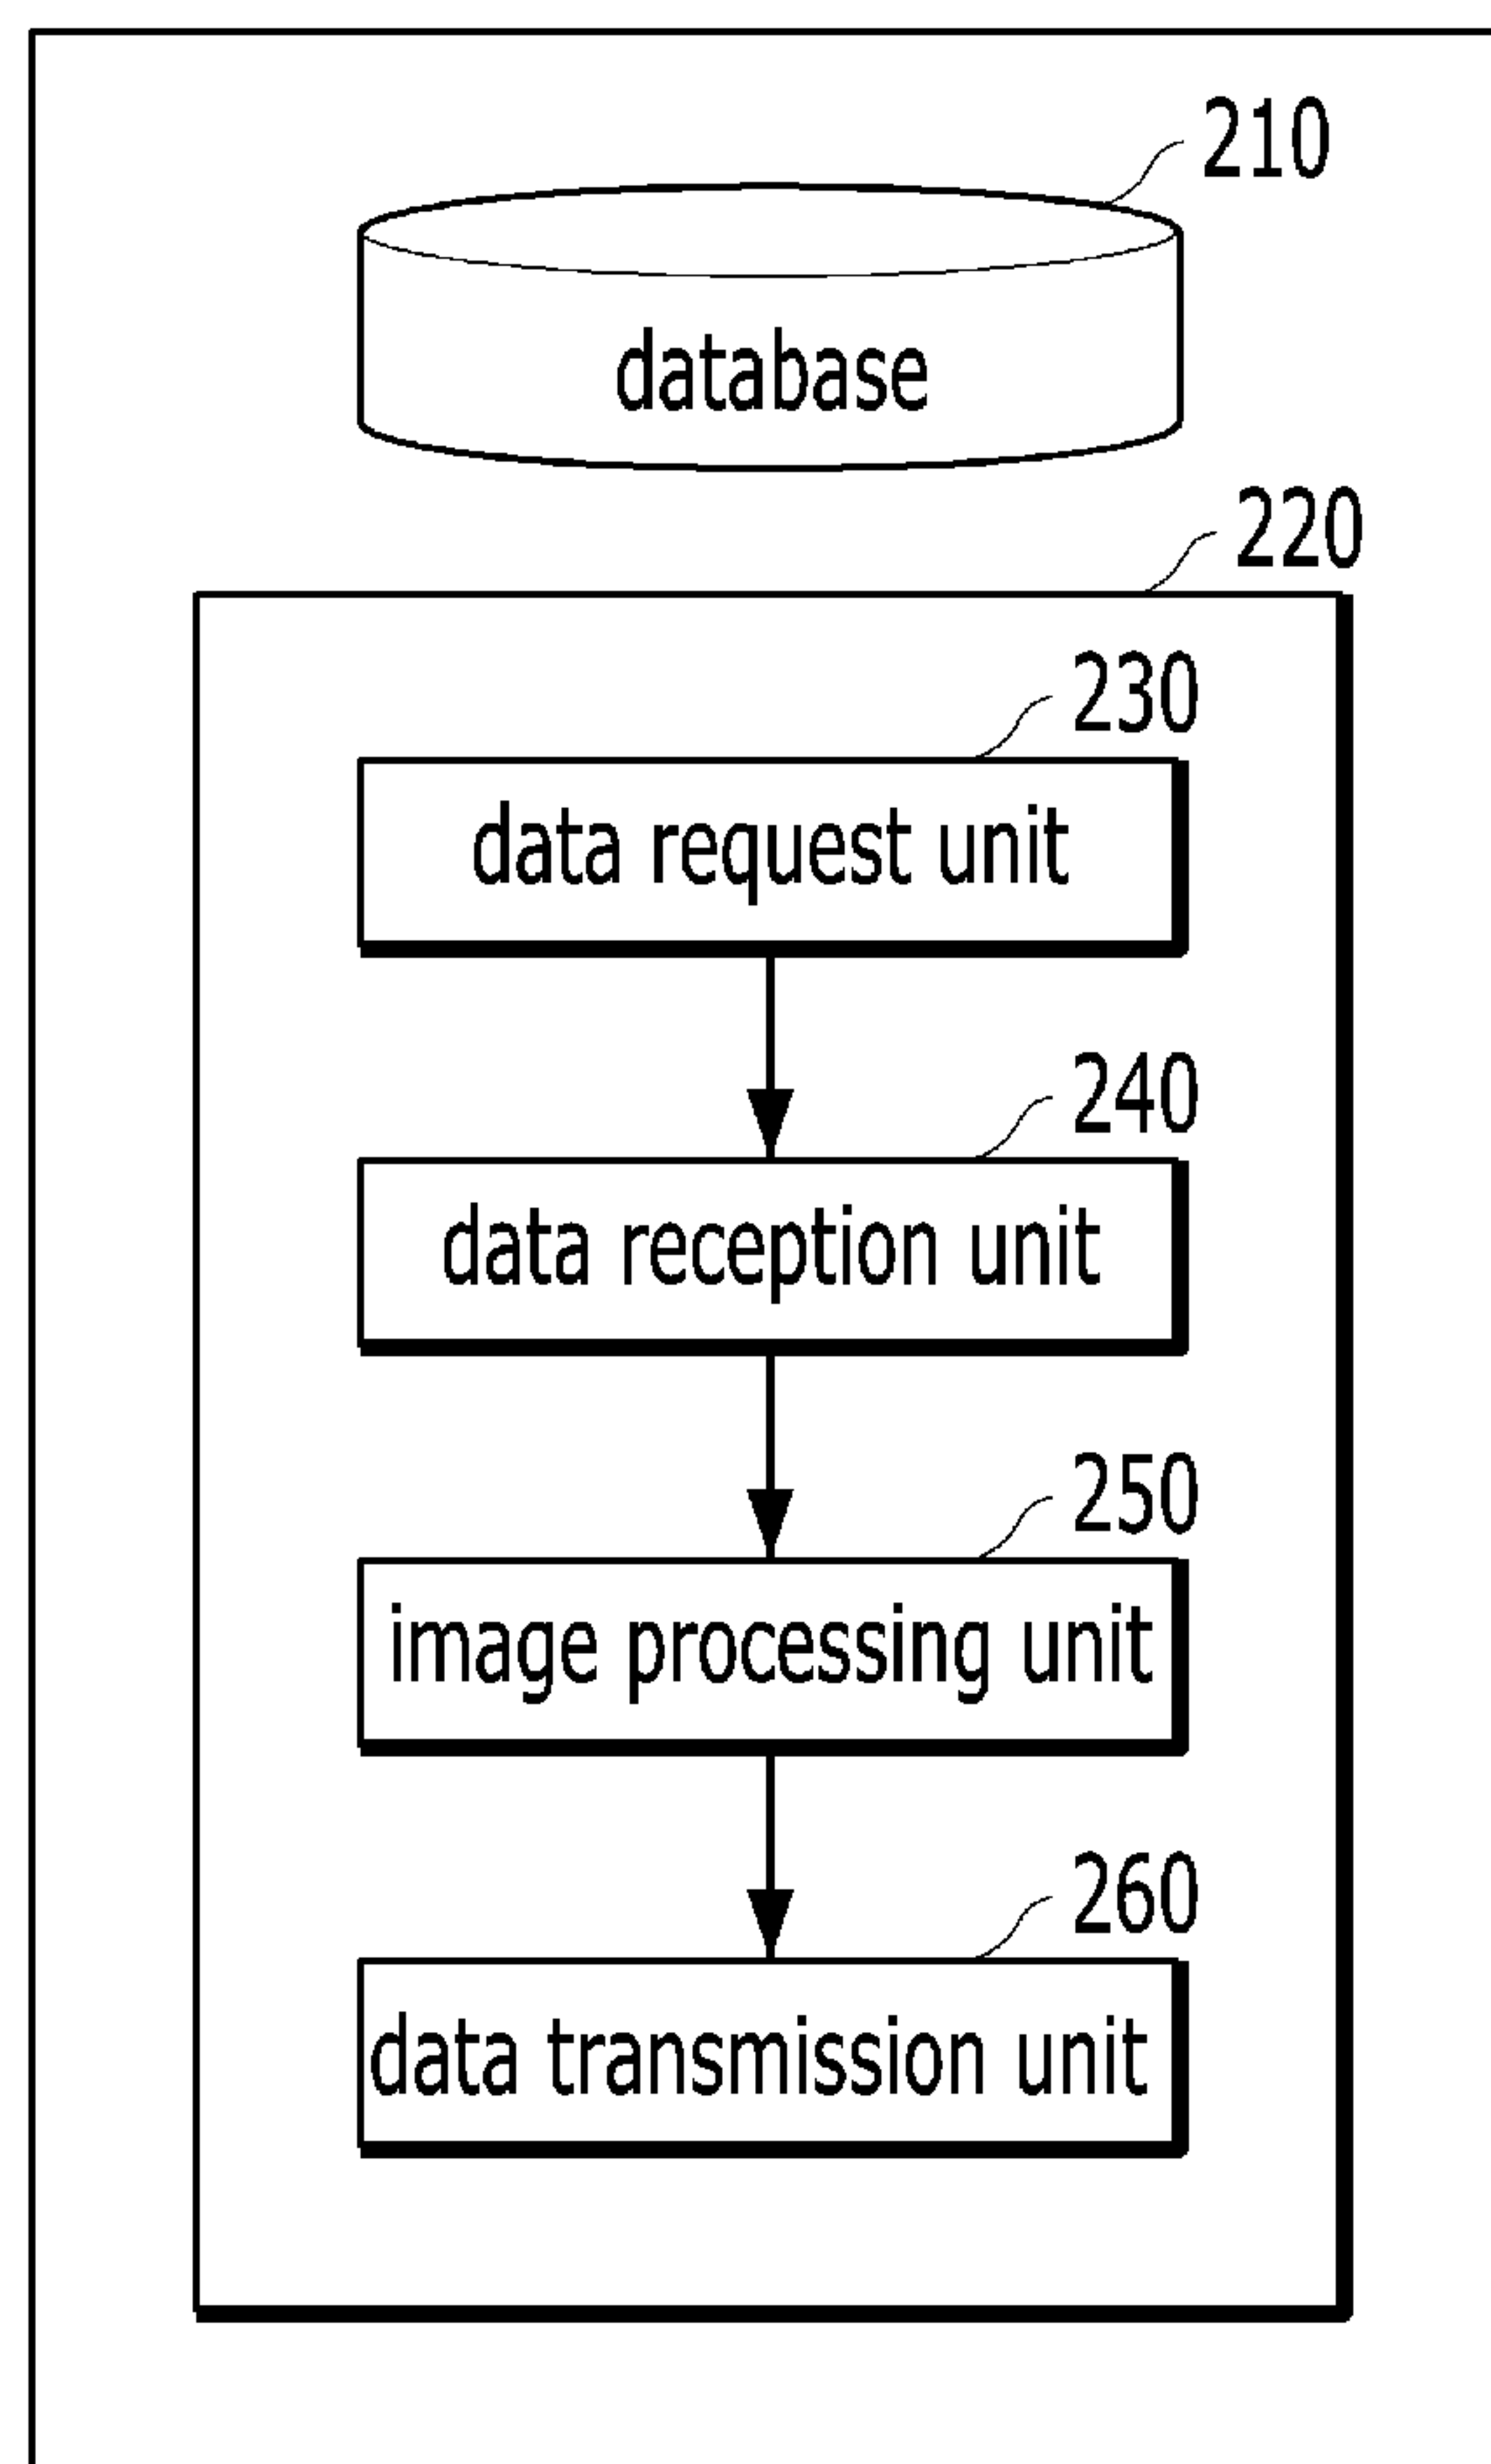 210
database
220
230
data request unit
240
data reception unit
250
image processing unit
260
data transmission unit